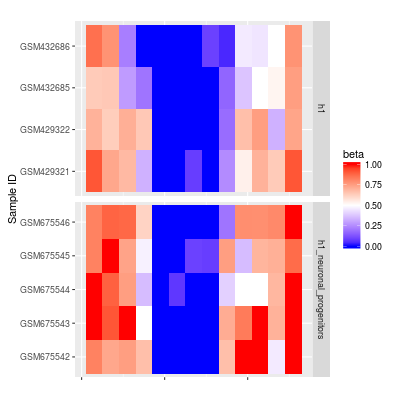 Sample ID
GSM432686
GSM432685
GSM429322
GSM429321
h1
GSM675546
GSM675545
GSM675544
GSM675543
GSM675542
h1_neuronal_progenitors
beta
1.00
0.75
0.50
0.25
0.00